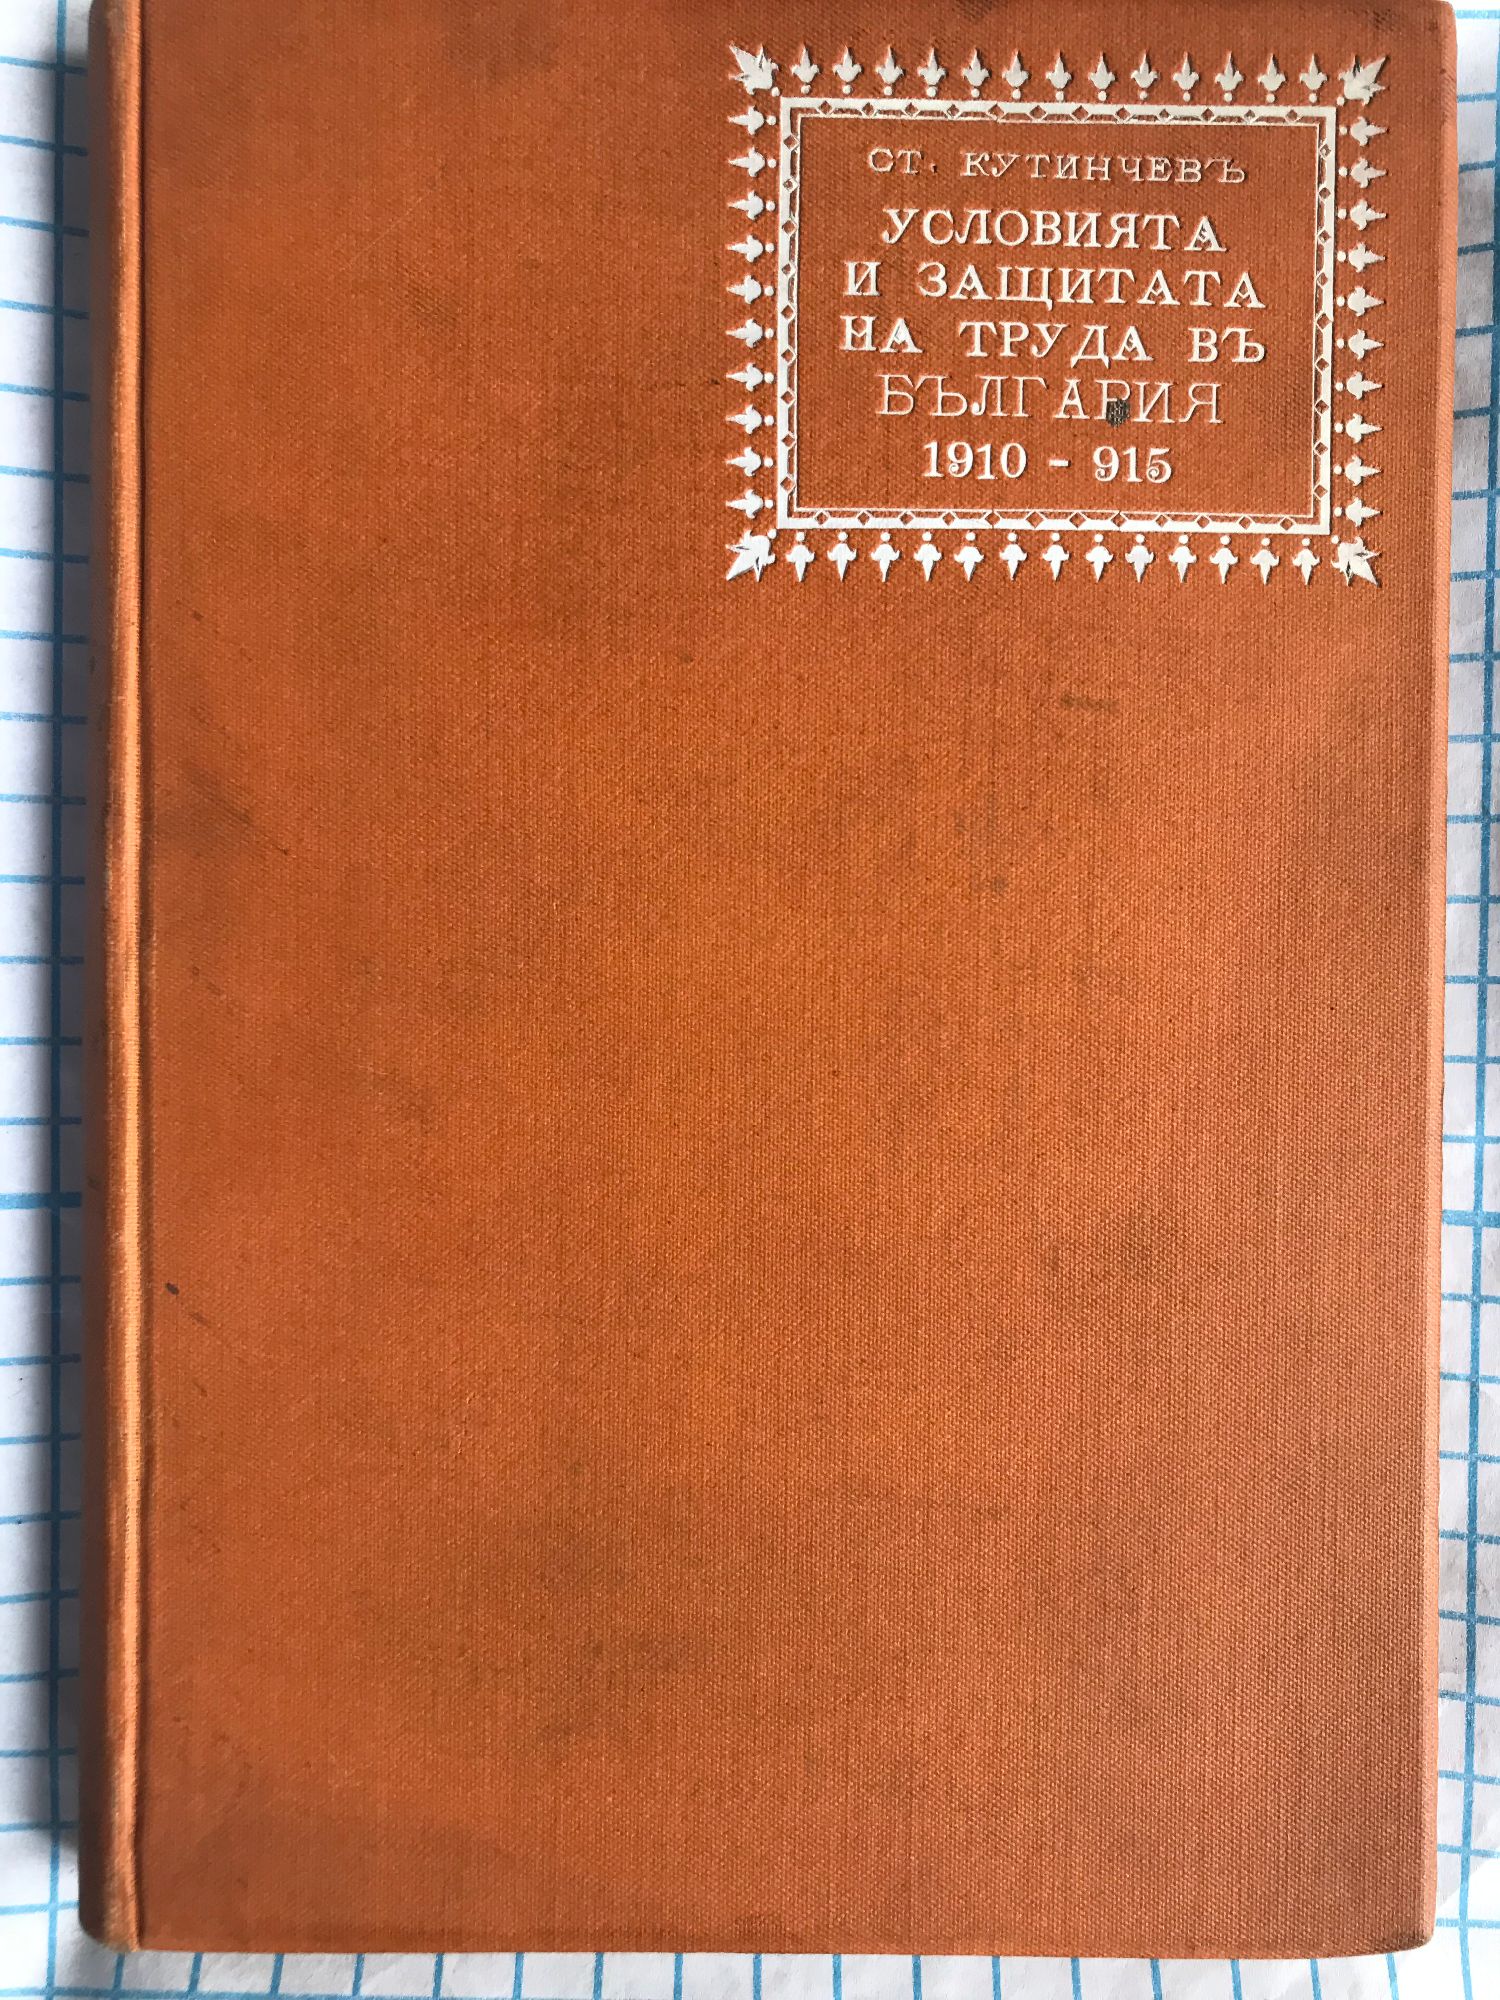 СТ. КУТИНЧЕВЪ
УСЛОВИЯТА
И ЗАЩИТАТА
НА ТРУДА ВЪ
БЪЛГАРИЯ
1910 - 915